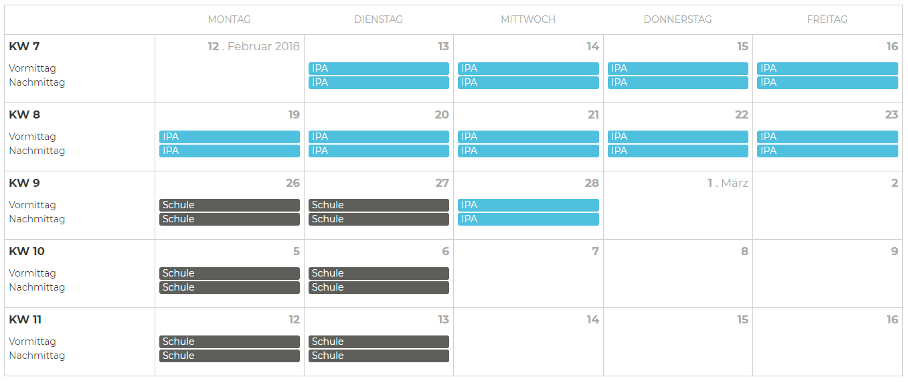 MONTAG DIENSTAG MITTWOCH DONNERSTAG FREITAG
KW 7 12 . Februar 2018 13 14 15 16
Vormittag IPA IPA IPA IPA
Nachmittag IPA IPA IPA IPA
KW 8 19 20 21 22 23
Vormittag IPA IPA IPA IPA IPA
Nachmittag IPA IPA IPA IPA IPA
KW 9 26 27 28 1 . März 2
Vormittag Schule Schule IPA
Nachmittag Schule Schule IPA
KW 10 5 6 7 8 9
Vormittag Schule Schule
Nachmittag Schule Schule
KW 11 12 13 14 15 16
Vormittag Schule Schule
Nachmittag Schule Schule